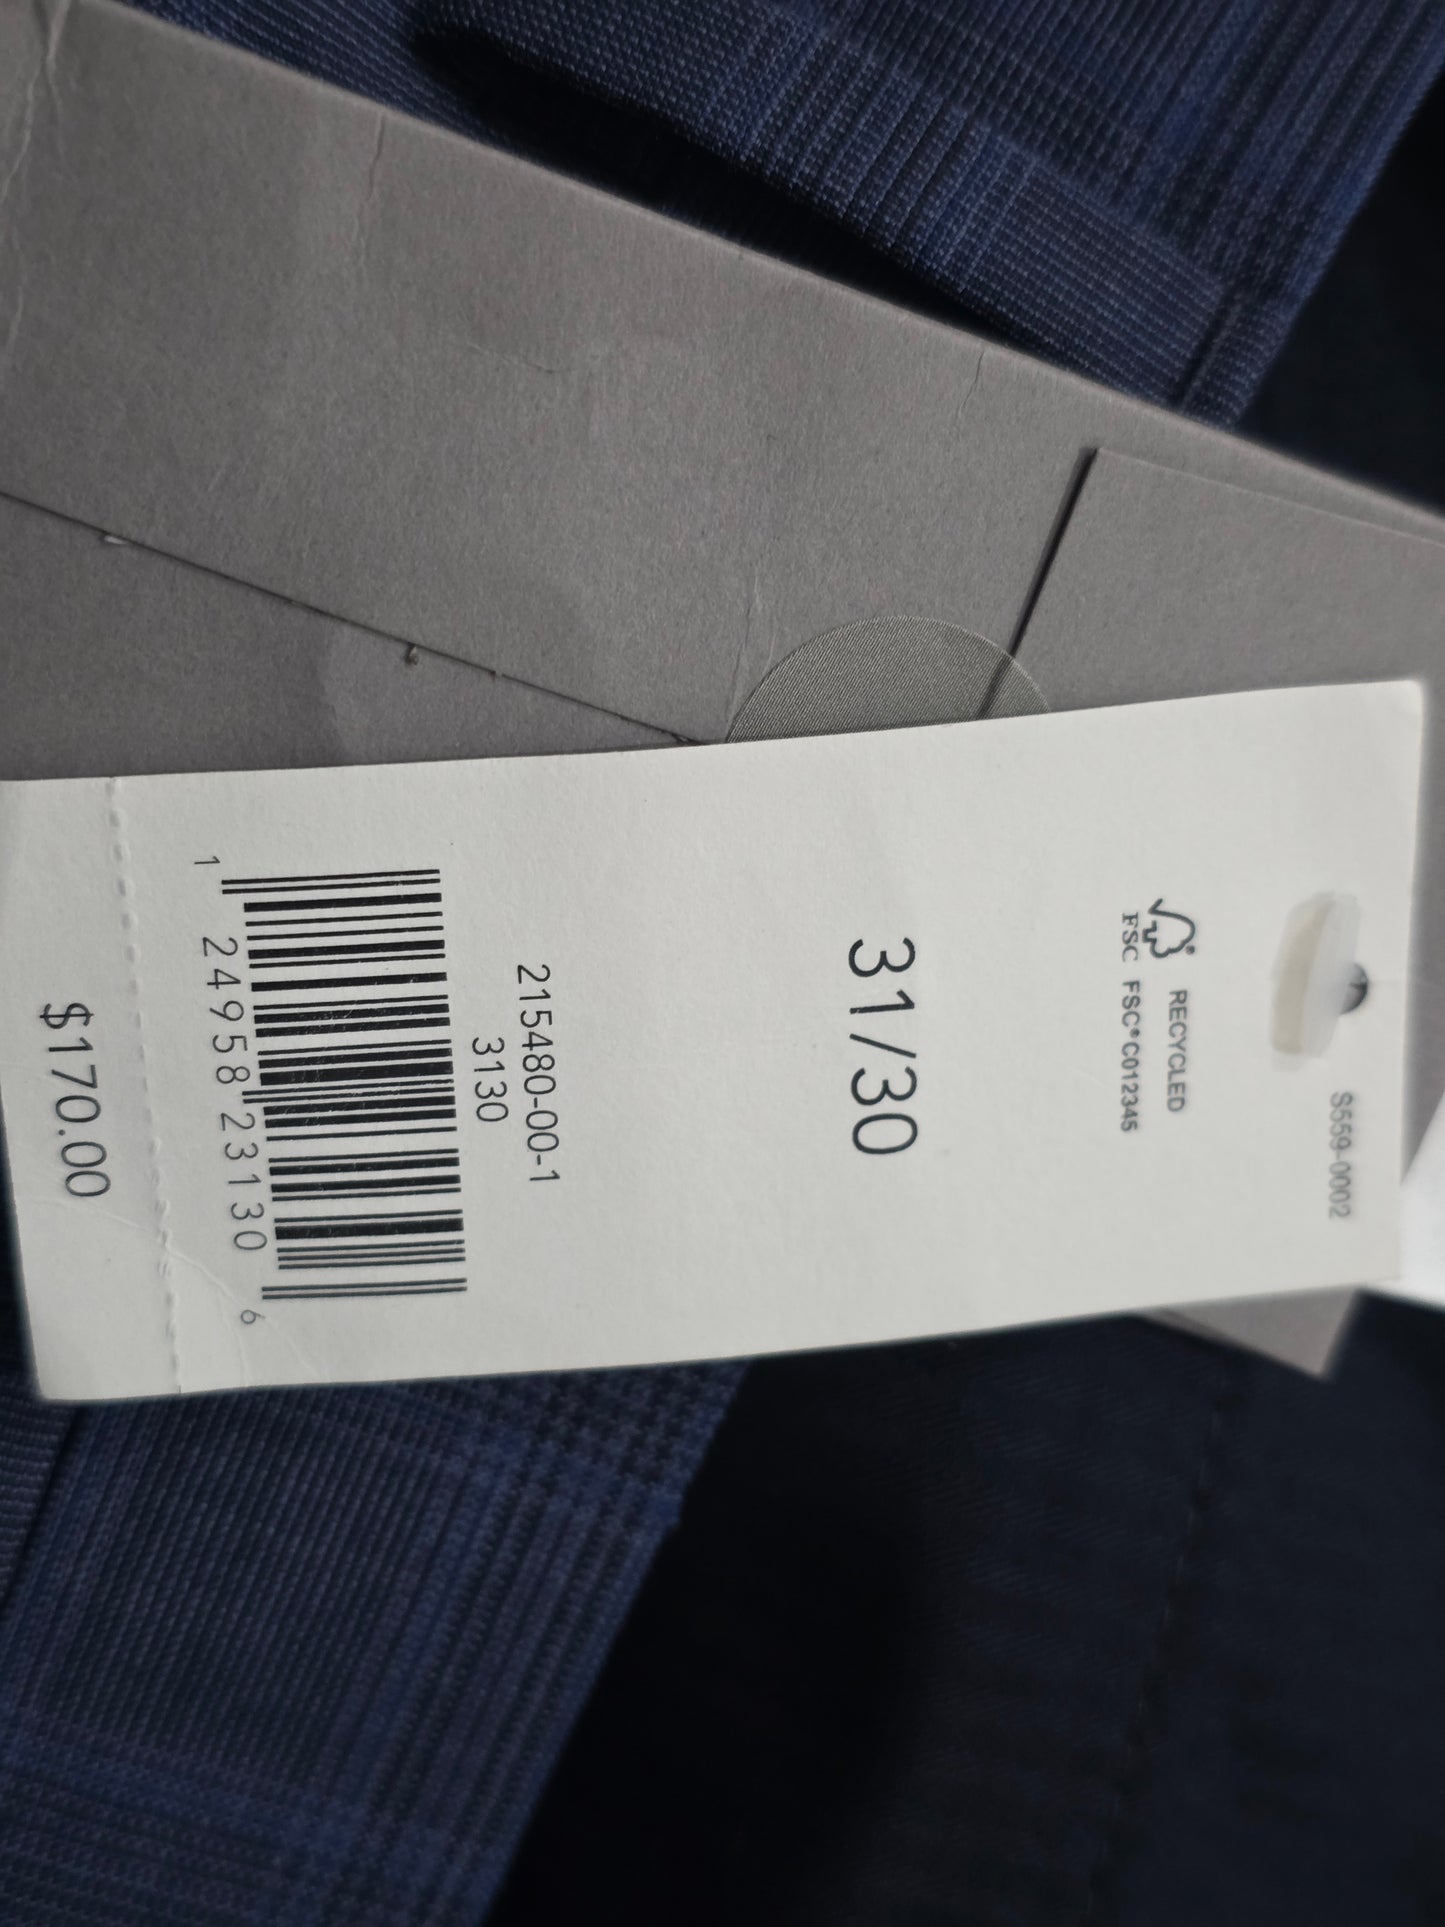 S559-0002
RECYCLED
FSC FSC® C012345
31/30
215480-00-1
3130
1 24958 23130 6
$170.00